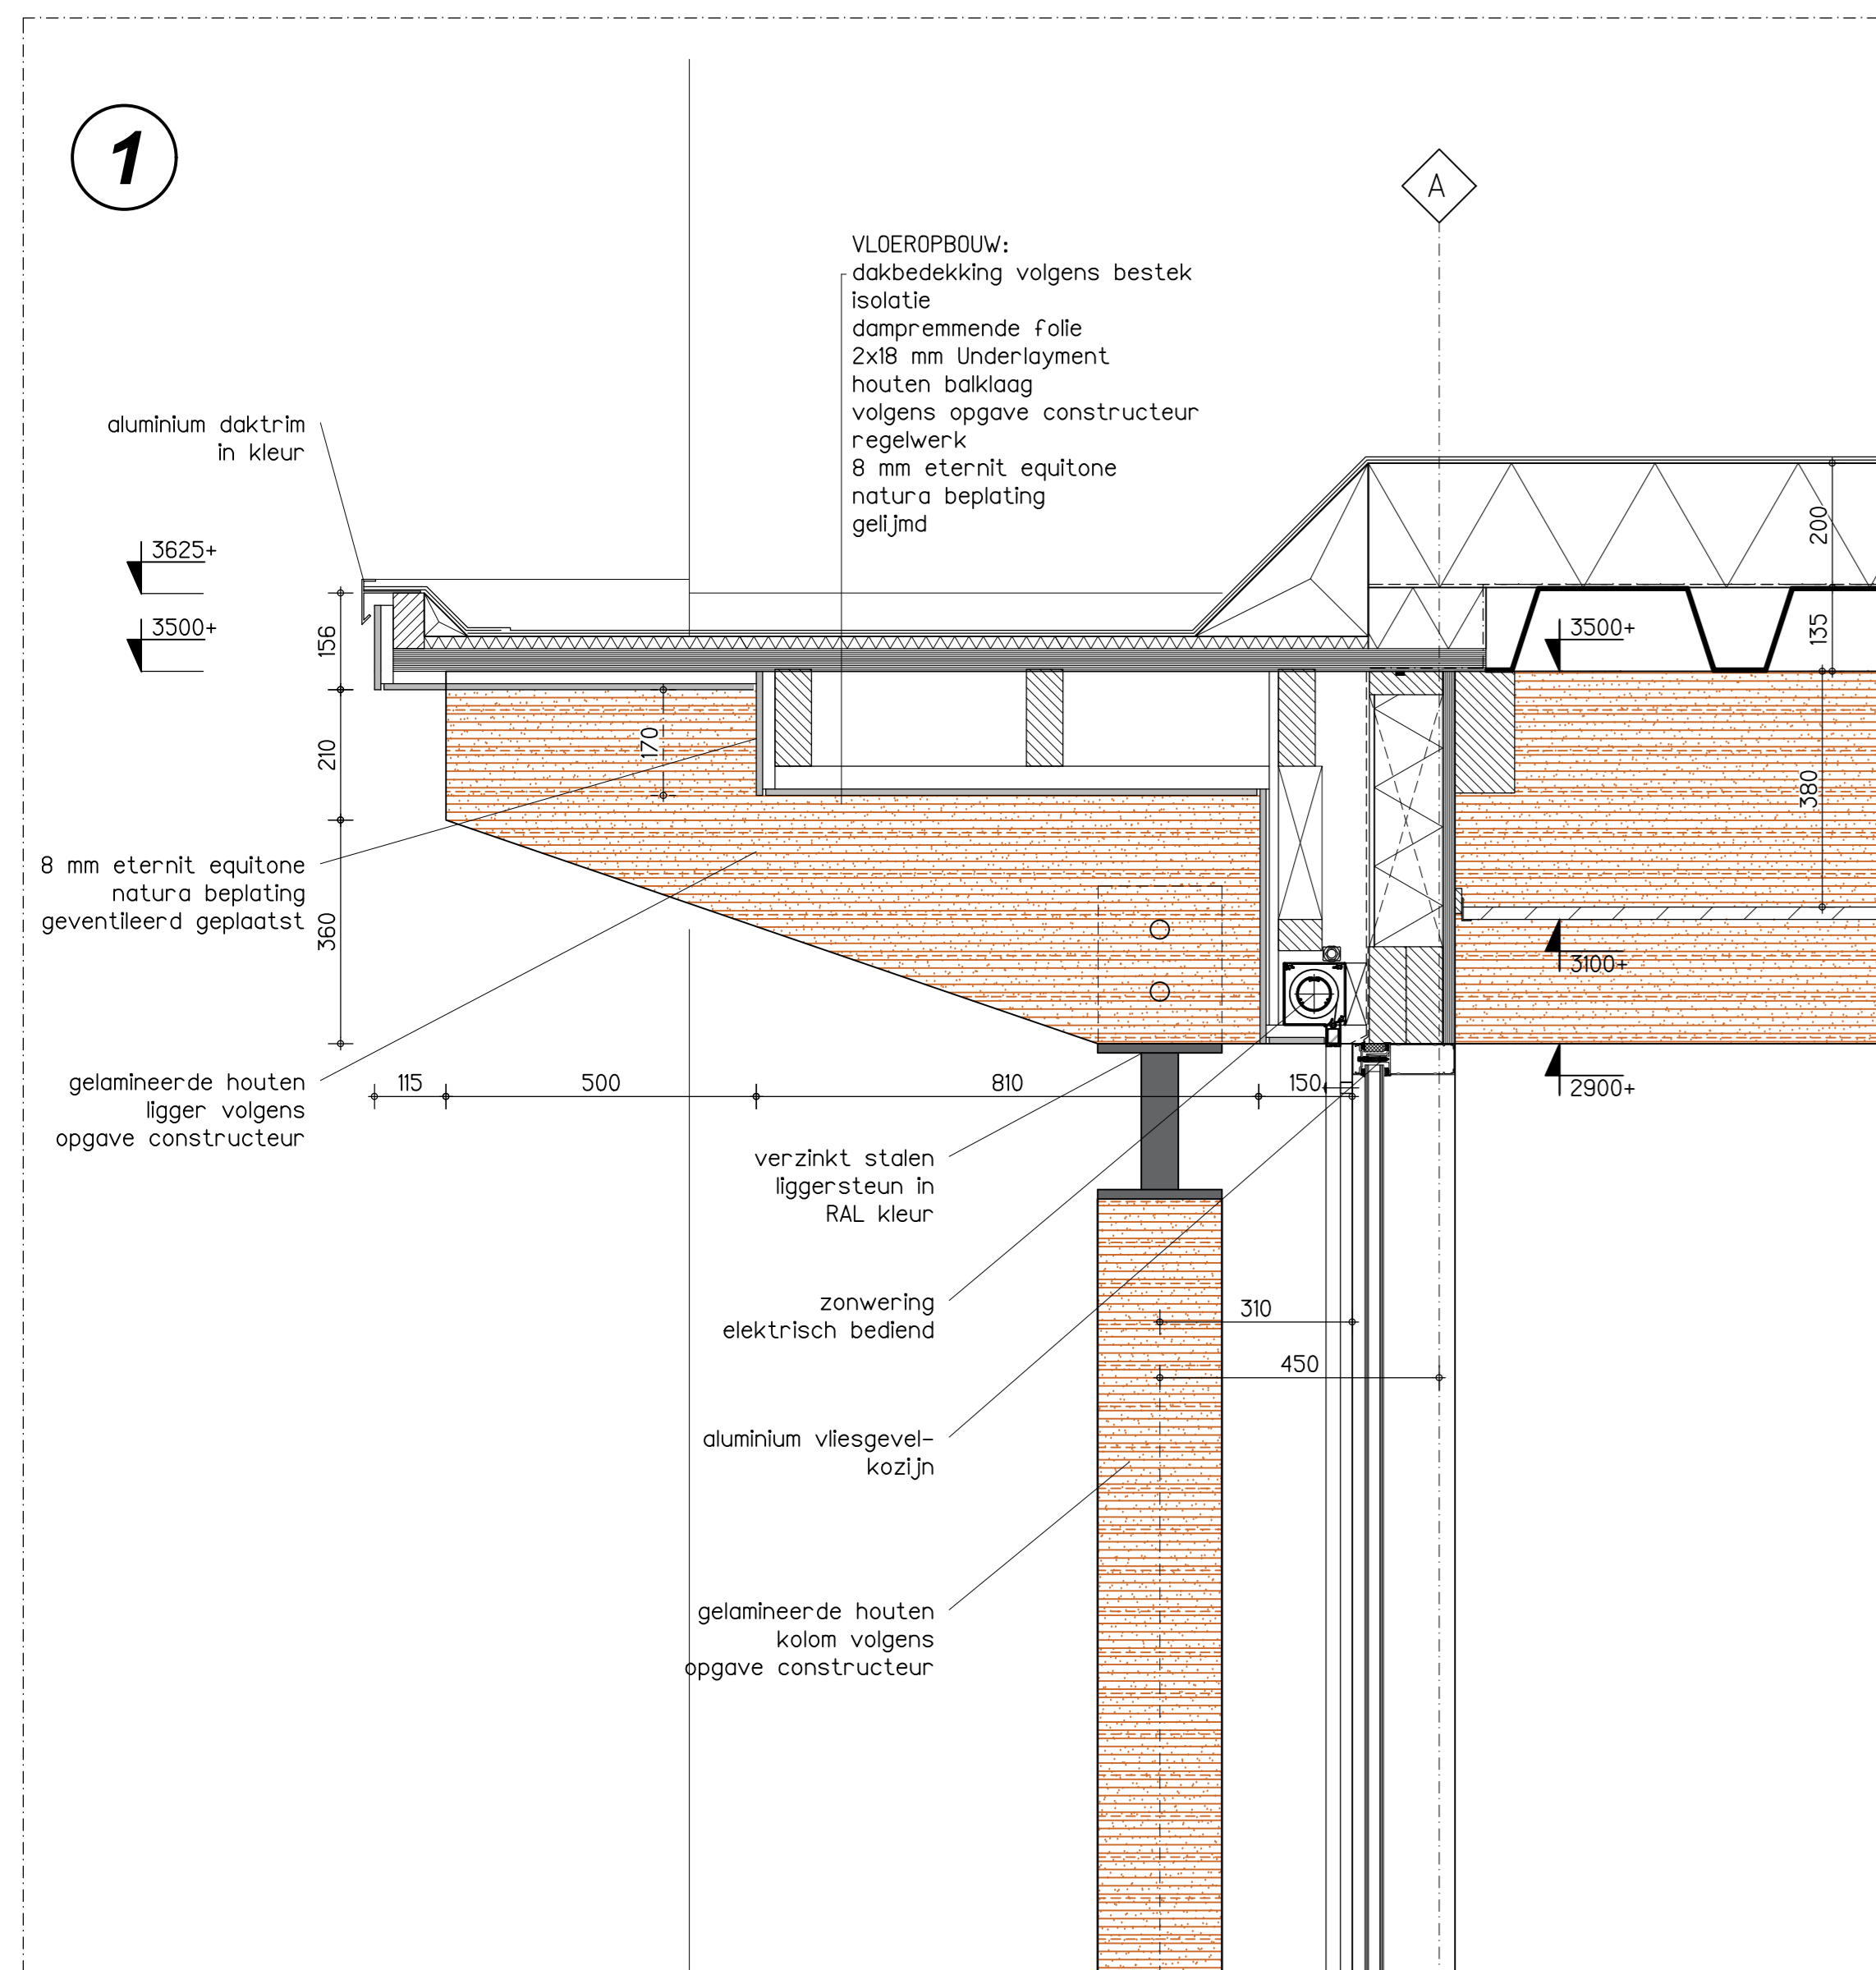 1
A
VLOEROPBOUW:
dakbedekking volgens bestek
isolatie
dampremmende folie
2x18 mm Underlayment
houten balklaag
volgens opgave constructeur
regelwerk
8 mm eternit equitone
natura beplating
gelijmd
aluminium daktrim
in kleur
3625+
3500+
156
210
360
170
200
135
3500+
380
3100+
2900+
8 mm eternit equitone
natura beplating
geventileerd geplaatst
gelamineerde houten
ligger volgens
opgave constructeur
115
500
810
150
verzinkt stalen
liggersteun in
RAL kleur
zonwering
elektrisch bediend
310
450
aluminium vliesgevel-
kozijn
gelamineerde houten
kolom volgens
opgave constructeur